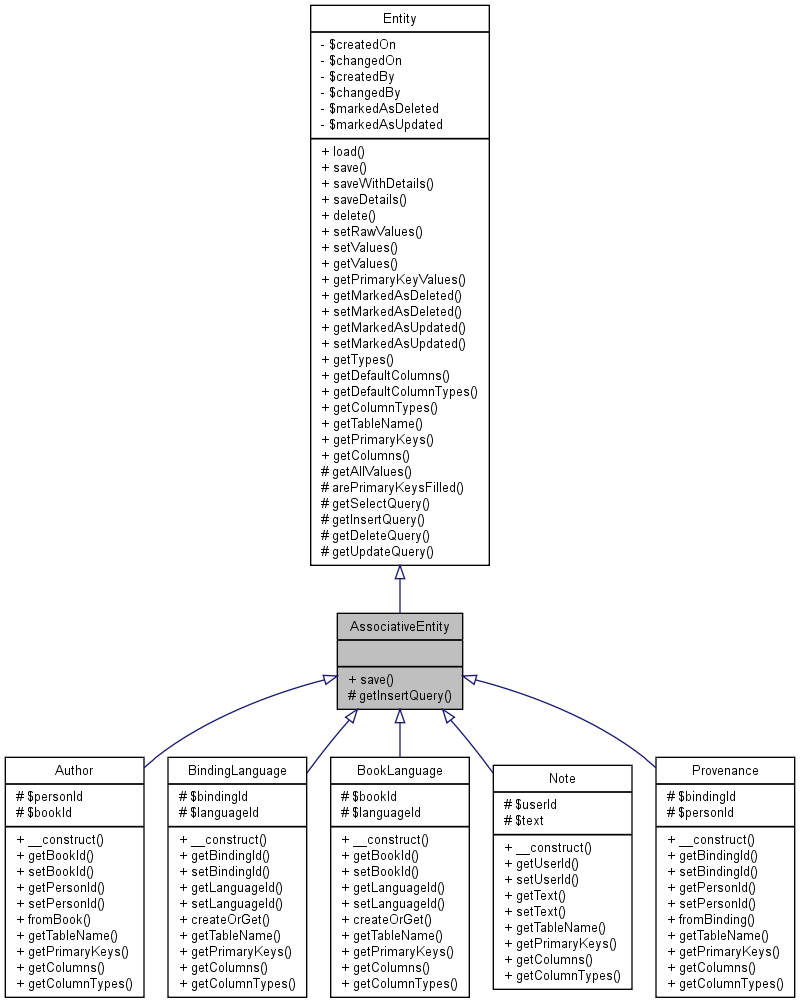 Entity
- $createdOn
- $changedOn
- $createdBy
- $changedBy
- $markedAsDeleted
- $markedAsUpdated
+ load()
+ save()
+ saveWithDetails()
+ saveDetails()
+ delete()
+ setRawValues()
+ setValues()
+ getValues()
+ getPrimaryKeyValues()
+ getMarkedAsDeleted()
+ setMarkedAsDeleted()
+ getMarkedAsUpdated()
+ setMarkedAsUpdated()
+ getTypes()
+ getDefaultColumns()
+ getDefaultColumnTypes()
+ getColumnTypes()
+ getTableName()
+ getPrimaryKeys()
+ getColumns()
# getAllValues()
# arePrimaryKeysFilled()
# getSelectQuery()
# getInsertQuery()
# getDeleteQuery()
# getUpdateQuery()
AssociativeEntity
+ save()
# getInsertQuery()
Author
# $personId
# $bookId
+ __construct()
+ getBookId()
+ setBookId()
+ getPersonId()
+ setPersonId()
+ fromBook()
+ getTableName()
+ getPrimaryKeys()
+ getColumns()
+ getColumnTypes()
BindingLanguage
# $bindingId
# $languageId
+ __construct()
+ getBindingId()
+ setBindingId()
+ getLanguageId()
+ setLanguageId()
+ createOrGet()
+ getTableName()
+ getPrimaryKeys()
+ getColumns()
+ getColumnTypes()
BookLanguage
# $bookId
# $languageId
+ __construct()
+ getBookId()
+ setBookId()
+ getLanguageId()
+ setLanguageId()
+ createOrGet()
+ getTableName()
+ getPrimaryKeys()
+ getColumns()
+ getColumnTypes()
Note
# $userId
# $text
+ __construct()
+ getUserId()
+ setUserId()
+ getText()
+ setText()
+ getTableName()
+ getPrimaryKeys()
+ getColumns()
+ getColumnTypes()
Provenance
# $bindingId
# $personId
+ __construct()
+ getBindingId()
+ setBindingId()
+ getPersonId()
+ setPersonId()
+ fromBinding()
+ getTableName()
+ getPrimaryKeys()
+ getColumns()
+ getColumnTypes()